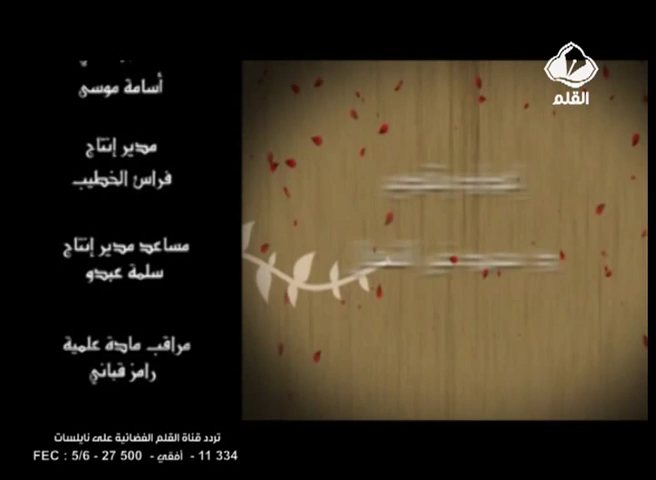 القلم
أسامة موسى
مدير إنتاج
فراس الخطيب
مساعد مدير إنتاج
سلمة عبدو
مراقب مادة علمية
رامز قباني
تردد قناة القلم الفضائية على نايلسات
FEC : 5/6 - 27 500 - أفقي - 11 334